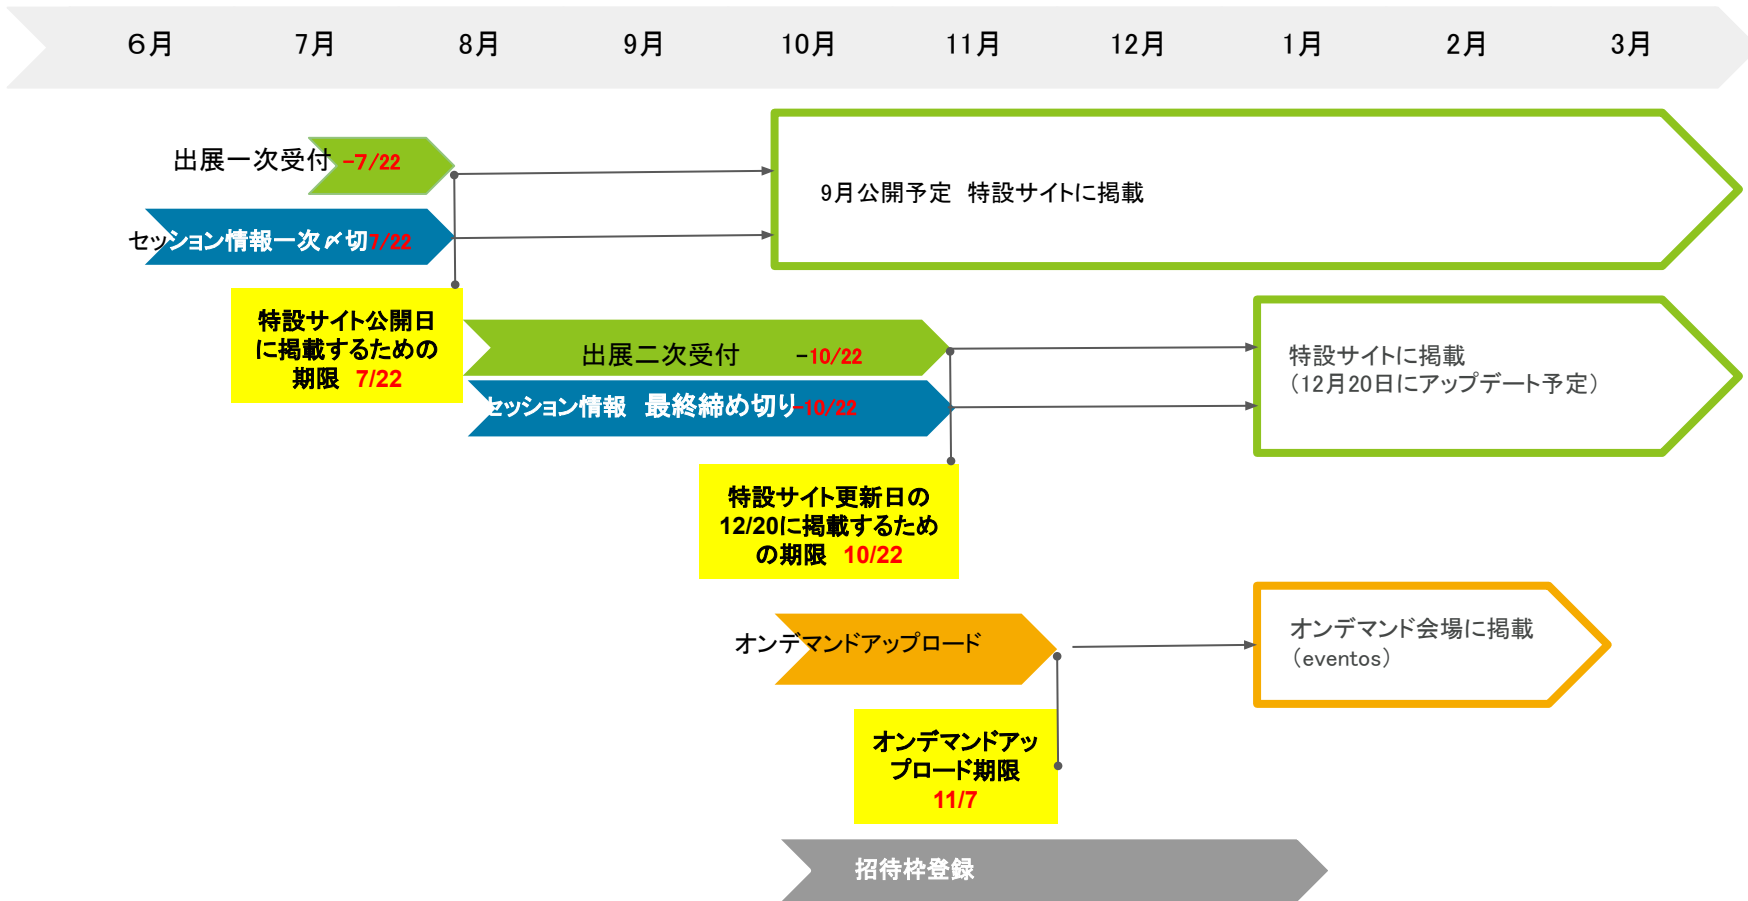 ６月 7月 8月 9月 10月 11月 12月 1月 2月 3月
出展一次受付 -7/22
セッション情報一次〆切7/22
9月公開予定 特設サイトに掲載
特設サイト公開日
に掲載するための
期限 7/22
出展二次受付 -10/22
セッション情報 最終締め切り-10/22
特設サイトに掲載
（12月20日にアップデート予定）
特設サイト更新日の
12/20に掲載するため
の期限 10/22
オンデマンドアップロード
オンデマンド会場に掲載
（eventos）
オンデマンドアッ
プロード期限
11/7
招待枠登録